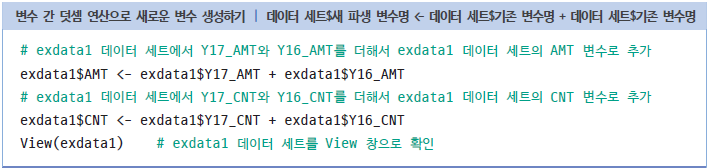 변수 간 덧셈 연산으로 새로운 변수 생성하기 | 데이터 세트$새 파생 변수명 ← 데이터 세트$기존 변수명 + 데이터 세트$기존 변수명
# exdata1 데이터 세트에서 Y17_AMT와 Y16_AMT를 더해서 exdata1 데이터 세트의 AMT 변수로 추가
exdata1$AMT <- exdata1$Y17_AMT + exdata1$Y16_AMT
# exdata1 데이터 세트에서 Y17_CNT와 Y16_CNT를 더해서 exdata1 데이터 세트의 CNT 변수로 추가
exdata1$CNT <- exdata1$Y17_CNT + exdata1$Y16_CNT
View(exdata1) # exdata1 데이터 세트를 View 창으로 확인